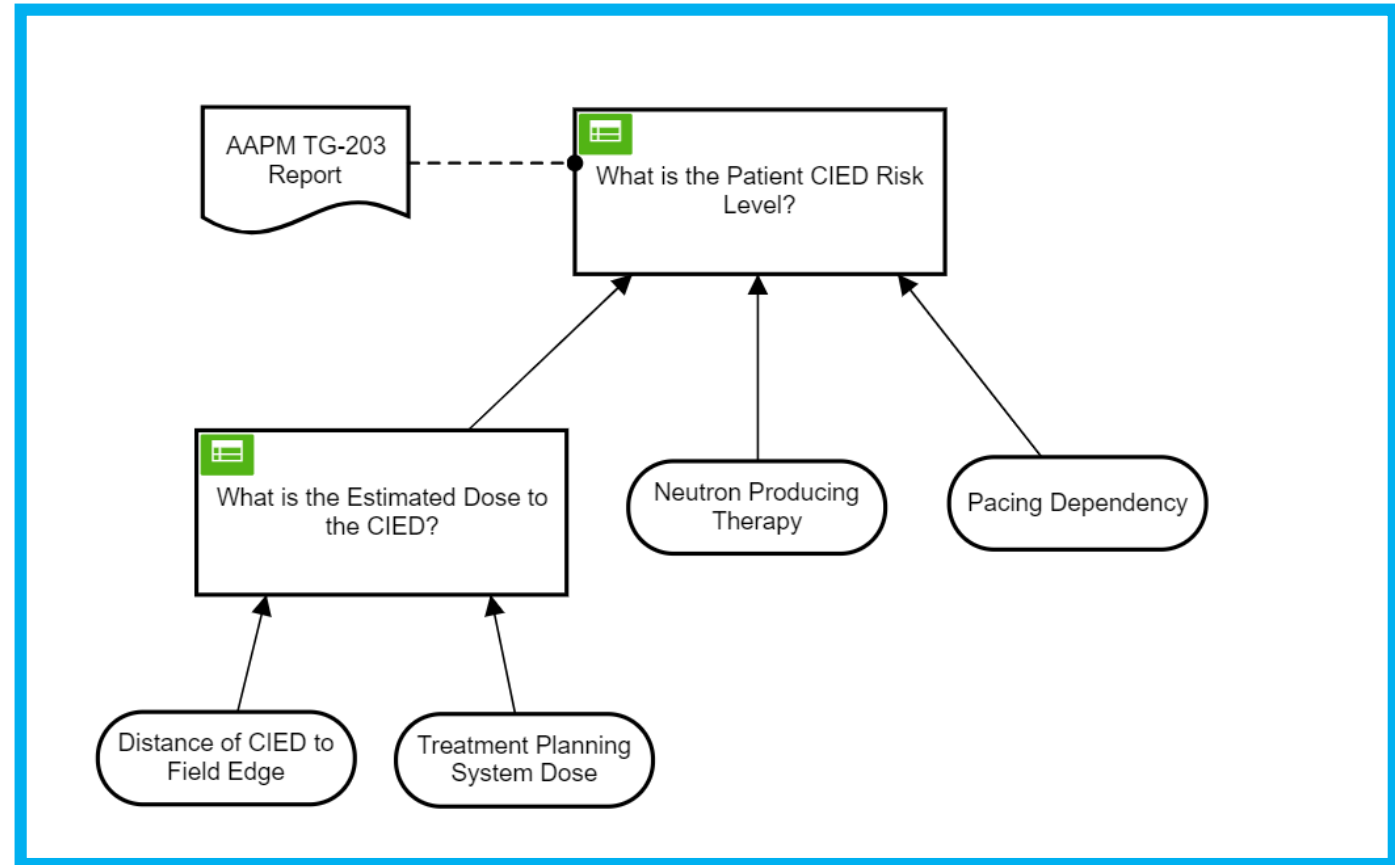 AAPM TG-203
Report
What is the Patient CIED Risk
Level?
What is the Estimated Dose to
the CIED?
Neutron Producing
Therapy
Pacing Dependency
Distance of CIED to
Field Edge
Treatment Planning
System Dose